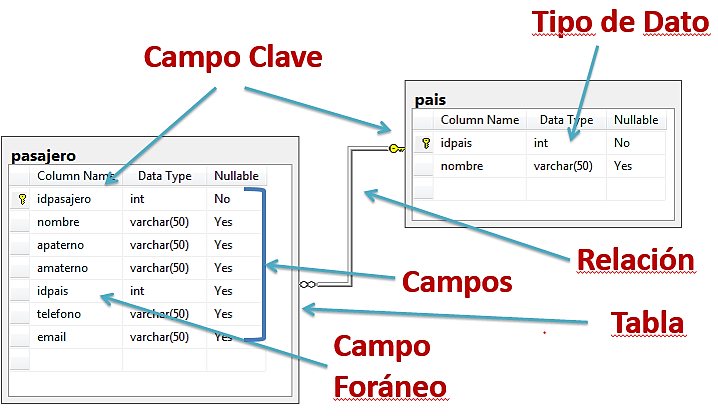 Tipo de Dato
Campo Clave
pais
Column Name Data Type Nullable
idpais int No
nombre varchar(50) Yes
pasajero
Column Name Data Type Nullable
idpasajero int No
nombre varchar(50) Yes
apaterno varchar(50) Yes
amaterno varchar(50) Yes
idpais int Yes
telefono varchar(50) Yes
email varchar(50) Yes
Relación
Campos
Tabla
Campo
Foráneo